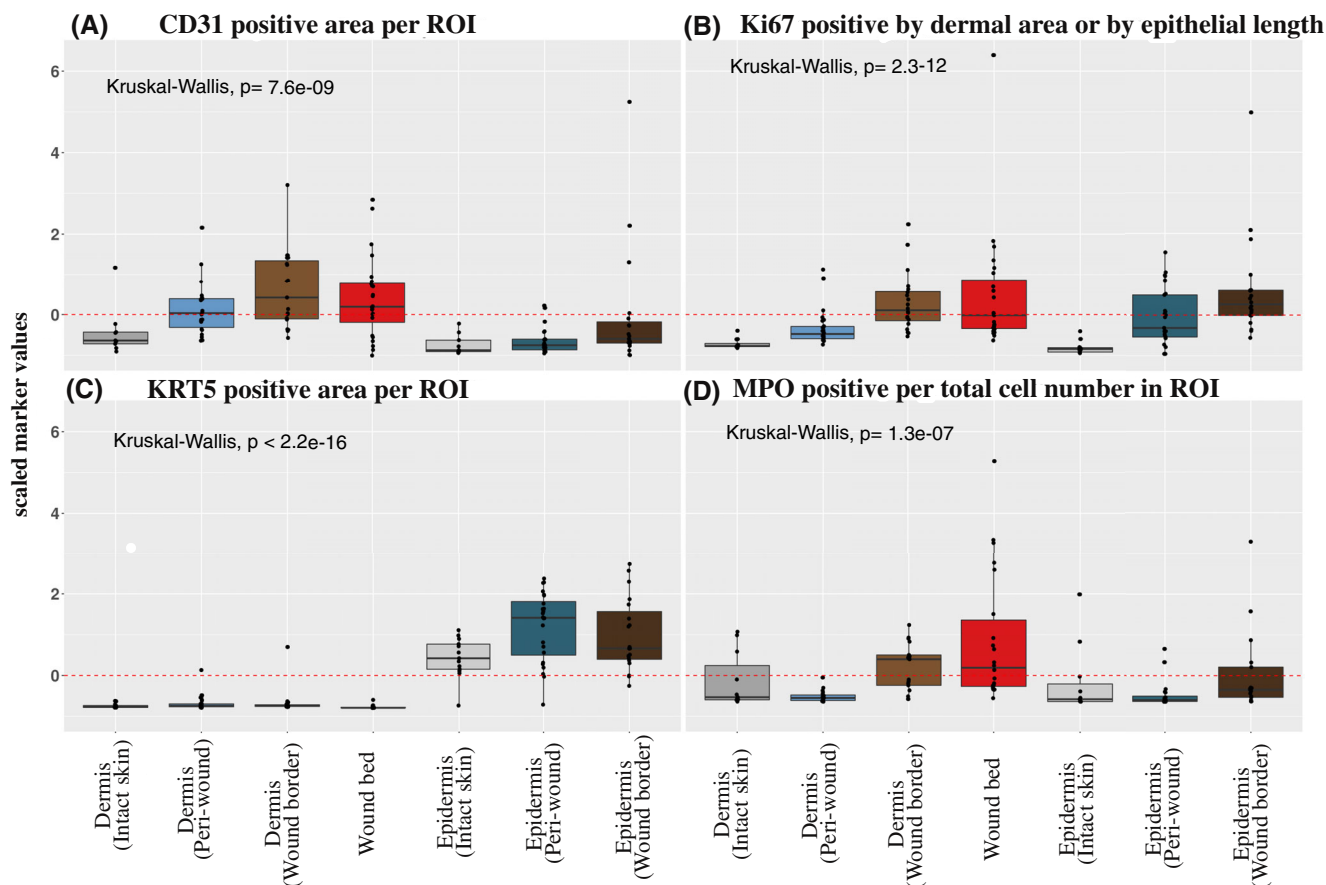 (A) CD31 positive area per ROI
Kruskal-Wallis, p= 7.6e-09
(B) Ki67 positive by dermal area or by epithelial length
Kruskal-Wallis, p= 2.3-12
6
4
2
0
(C) KRT5 positive area per ROI
Kruskal-Wallis, p < 2.2e-16
(D) MPO positive per total cell number in ROI
Kruskal-Wallis, p= 1.3e-07
6
4
2
0
scaled marker values
Dermis
(Intact skin)
Dermis
(Peri-wound)
Dermis
(Wound border)
Wound bed
Epidermis
(Intact skin)
Epidermis
(Peri-wound)
Epidermis
(Wound border)
Dermis
(Intact skin)
Dermis
(Peri-wound)
Dermis
(Wound border)
Wound bed
Epidermis
(Intact skin)
Epidermis
(Peri-wound)
Epidermis
(Wound border)